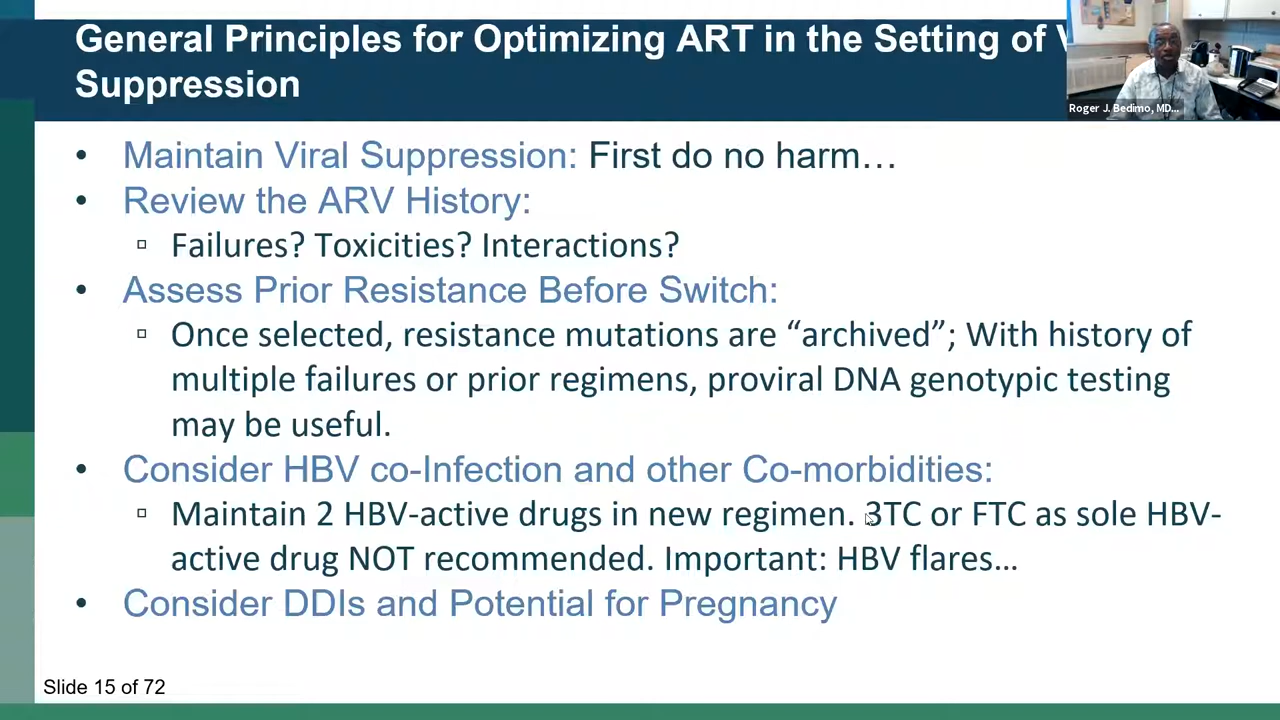 General Principles for Optimizing ART in the Setting of
Suppression
Roger J. Bedimo, MD...
• Maintain Viral Suppression: First do no harm…
• Review the ARV History:
▫ Failures? Toxicities? Interactions?
• Assess Prior Resistance Before Switch:
▫ Once selected, resistance mutations are “archived”; With history of
multiple failures or prior regimens, proviral DNA genotypic testing
may be useful.
• Consider HBV co-Infection and other Co-morbidities:
▫ Maintain 2 HBV-active drugs in new regimen. 3TC or FTC as sole HBV-
active drug NOT recommended. Important: HBV flares…
• Consider DDIs and Potential for Pregnancy
Slide 15 of 72